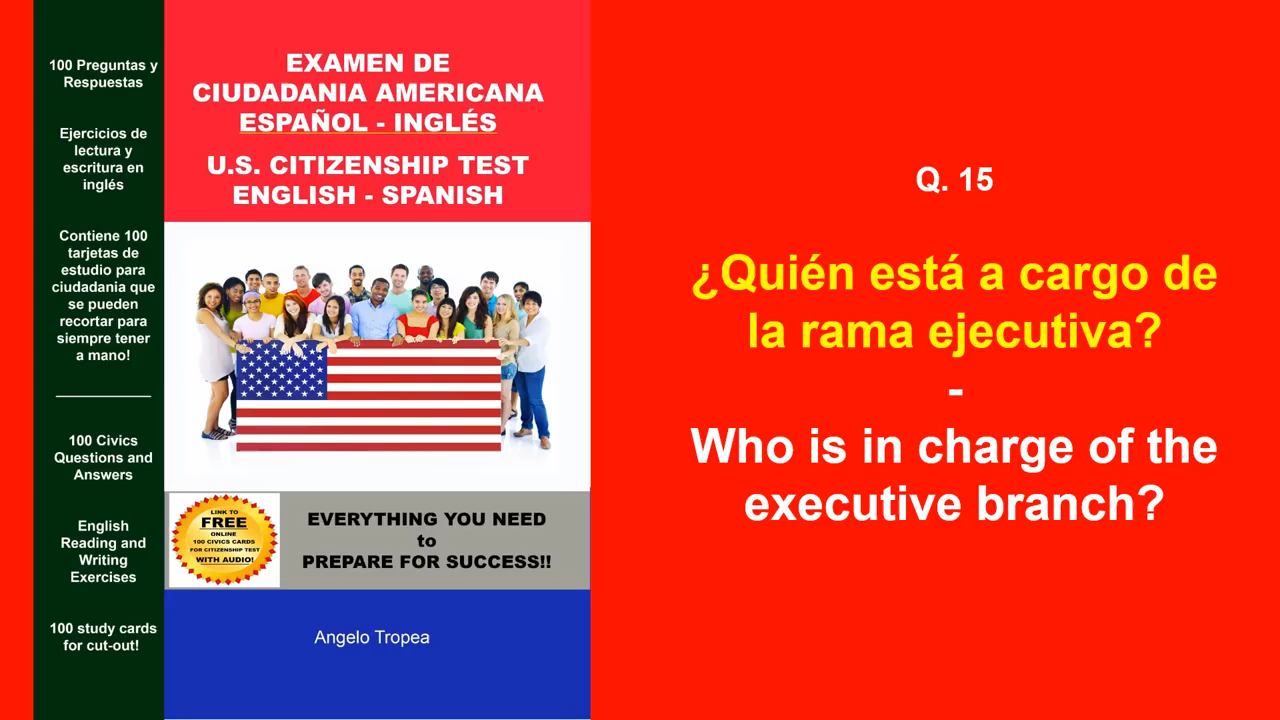 100 Preguntas y
Respuestas
Ejercicios de
lectura y
escritura en
inglés
Contiene 100
tarjetas de
estudio para
ciudadania que
se pueden
recortar para
siempre tener
a mano!
100 Civics
Questions and
Answers
English
Reading and
Writing
Exercises
100 study cards
for cut-out!
EXAMEN DE
CIUDADANIA AMERICANA
ESPAÑOL - INGLÉS
U.S. CITIZENSHIP TEST
ENGLISH - SPANISH
LINK TO
FREE
ONLINE
100 CIVICS CARDS
FOR CITIZENSHIP TEST
WITH AUDIO!
EVERYTHING YOU NEED
to
PREPARE FOR SUCCESS!!
Angelo Tropea
Q. 15
¿Quién está a cargo de
la rama ejecutiva?
-
Who is in charge of the
executive branch?